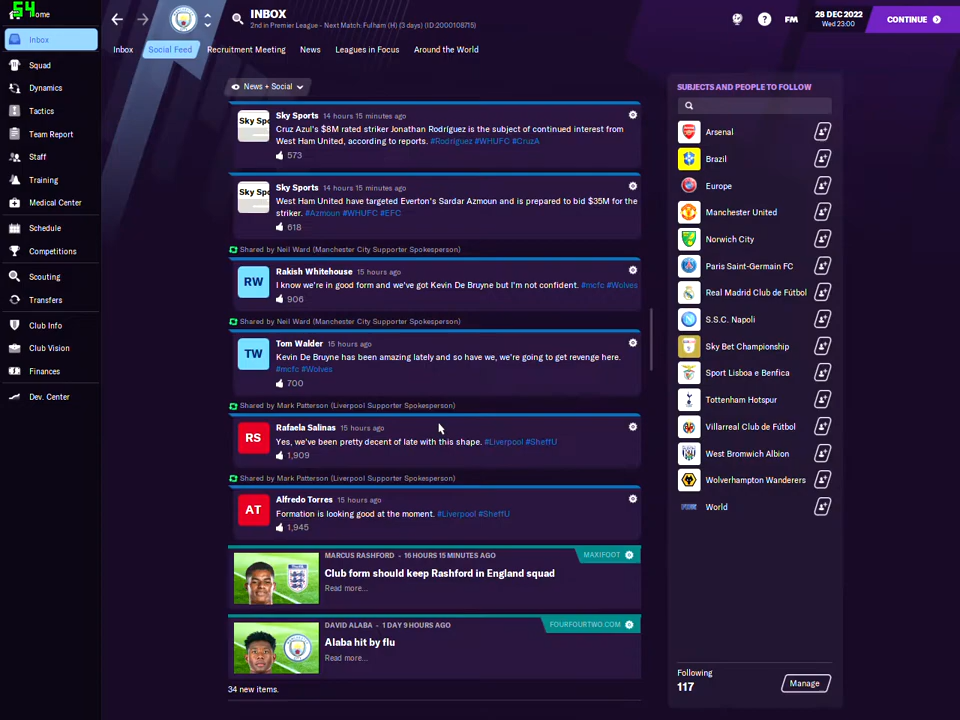 54
Home
INBOX
2nd in Premier League - Next Match: Fulham (H) (3 days) (ID:2000108715)
?
FM
28 DEC 2022
Wed 23:00
CONTINUE
Inbox
Inbox
Social Feed
Recruitment Meeting
News
Leagues in Focus
Around the World
Squad
Dynamics
Tactics
Team Report
Staff
Training
Medical Center
Schedule
Competitions
Scouting
Transfers
Club Info
Club Vision
Finances
Dev. Center
News + Social
Sky Spo
Sky Sports 14 hours 15 minutes ago
Cruz Azul's $8M rated striker Jonathan Rodríguez is the subject of continued interest from
West Ham United, according to reports. #Rodríguez #WHUFC #CruzA
573
Sky Spo
Sky Sports 14 hours 15 minutes ago
West Ham United have targeted Everton's Sardar Azmoun and is prepared to bid $35M for the
striker. #Azmoun #WHUFC #EFC
618
Shared by Neil Ward (Manchester City Supporter Spokesperson)
RW
Rakish Whitehouse 15 hours ago
I know we're in good form and we've got Kevin De Bruyne but I'm not confident. #mcfc #Wolves
906
Shared by Neil Ward (Manchester City Supporter Spokesperson)
TW
Tom Walder 15 hours ago
Kevin De Bruyne has been amazing lately and so have we, we're going to get revenge here.
#mcfc #Wolves
700
Shared by Mark Patterson (Liverpool Supporter Spokesperson)
RS
Rafaela Salinas 15 hours ago
Yes, we've been pretty decent of late with this shape. #Liverpool #SheffU
1,909
Shared by Mark Patterson (Liverpool Supporter Spokesperson)
AT
Alfredo Torres 15 hours ago
Formation is looking good at the moment. #Liverpool #SheffU
1,945
MARCUS RASHFORD - 16 HOURS 15 MINUTES AGO
MAXIFOOT
Club form should keep Rashford in England squad
Read more...
DAVID ALABA - 1 DAY 9 HOURS AGO
FOURFOURTWO.COM
Alaba hit by flu
Read more...
34 new items.
SUBJECTS AND PEOPLE TO FOLLOW
Arsenal
Brazil
Europe
Manchester United
Norwich City
Paris Saint-Germain FC
Real Madrid Club de Fútbol
S.S.C. Napoli
Sky Bet Championship
Sport Lisboa e Benfica
Tottenham Hotspur
Villarreal Club de Fútbol
West Bromwich Albion
Wolverhampton Wanderers
World
Following
117
Manage